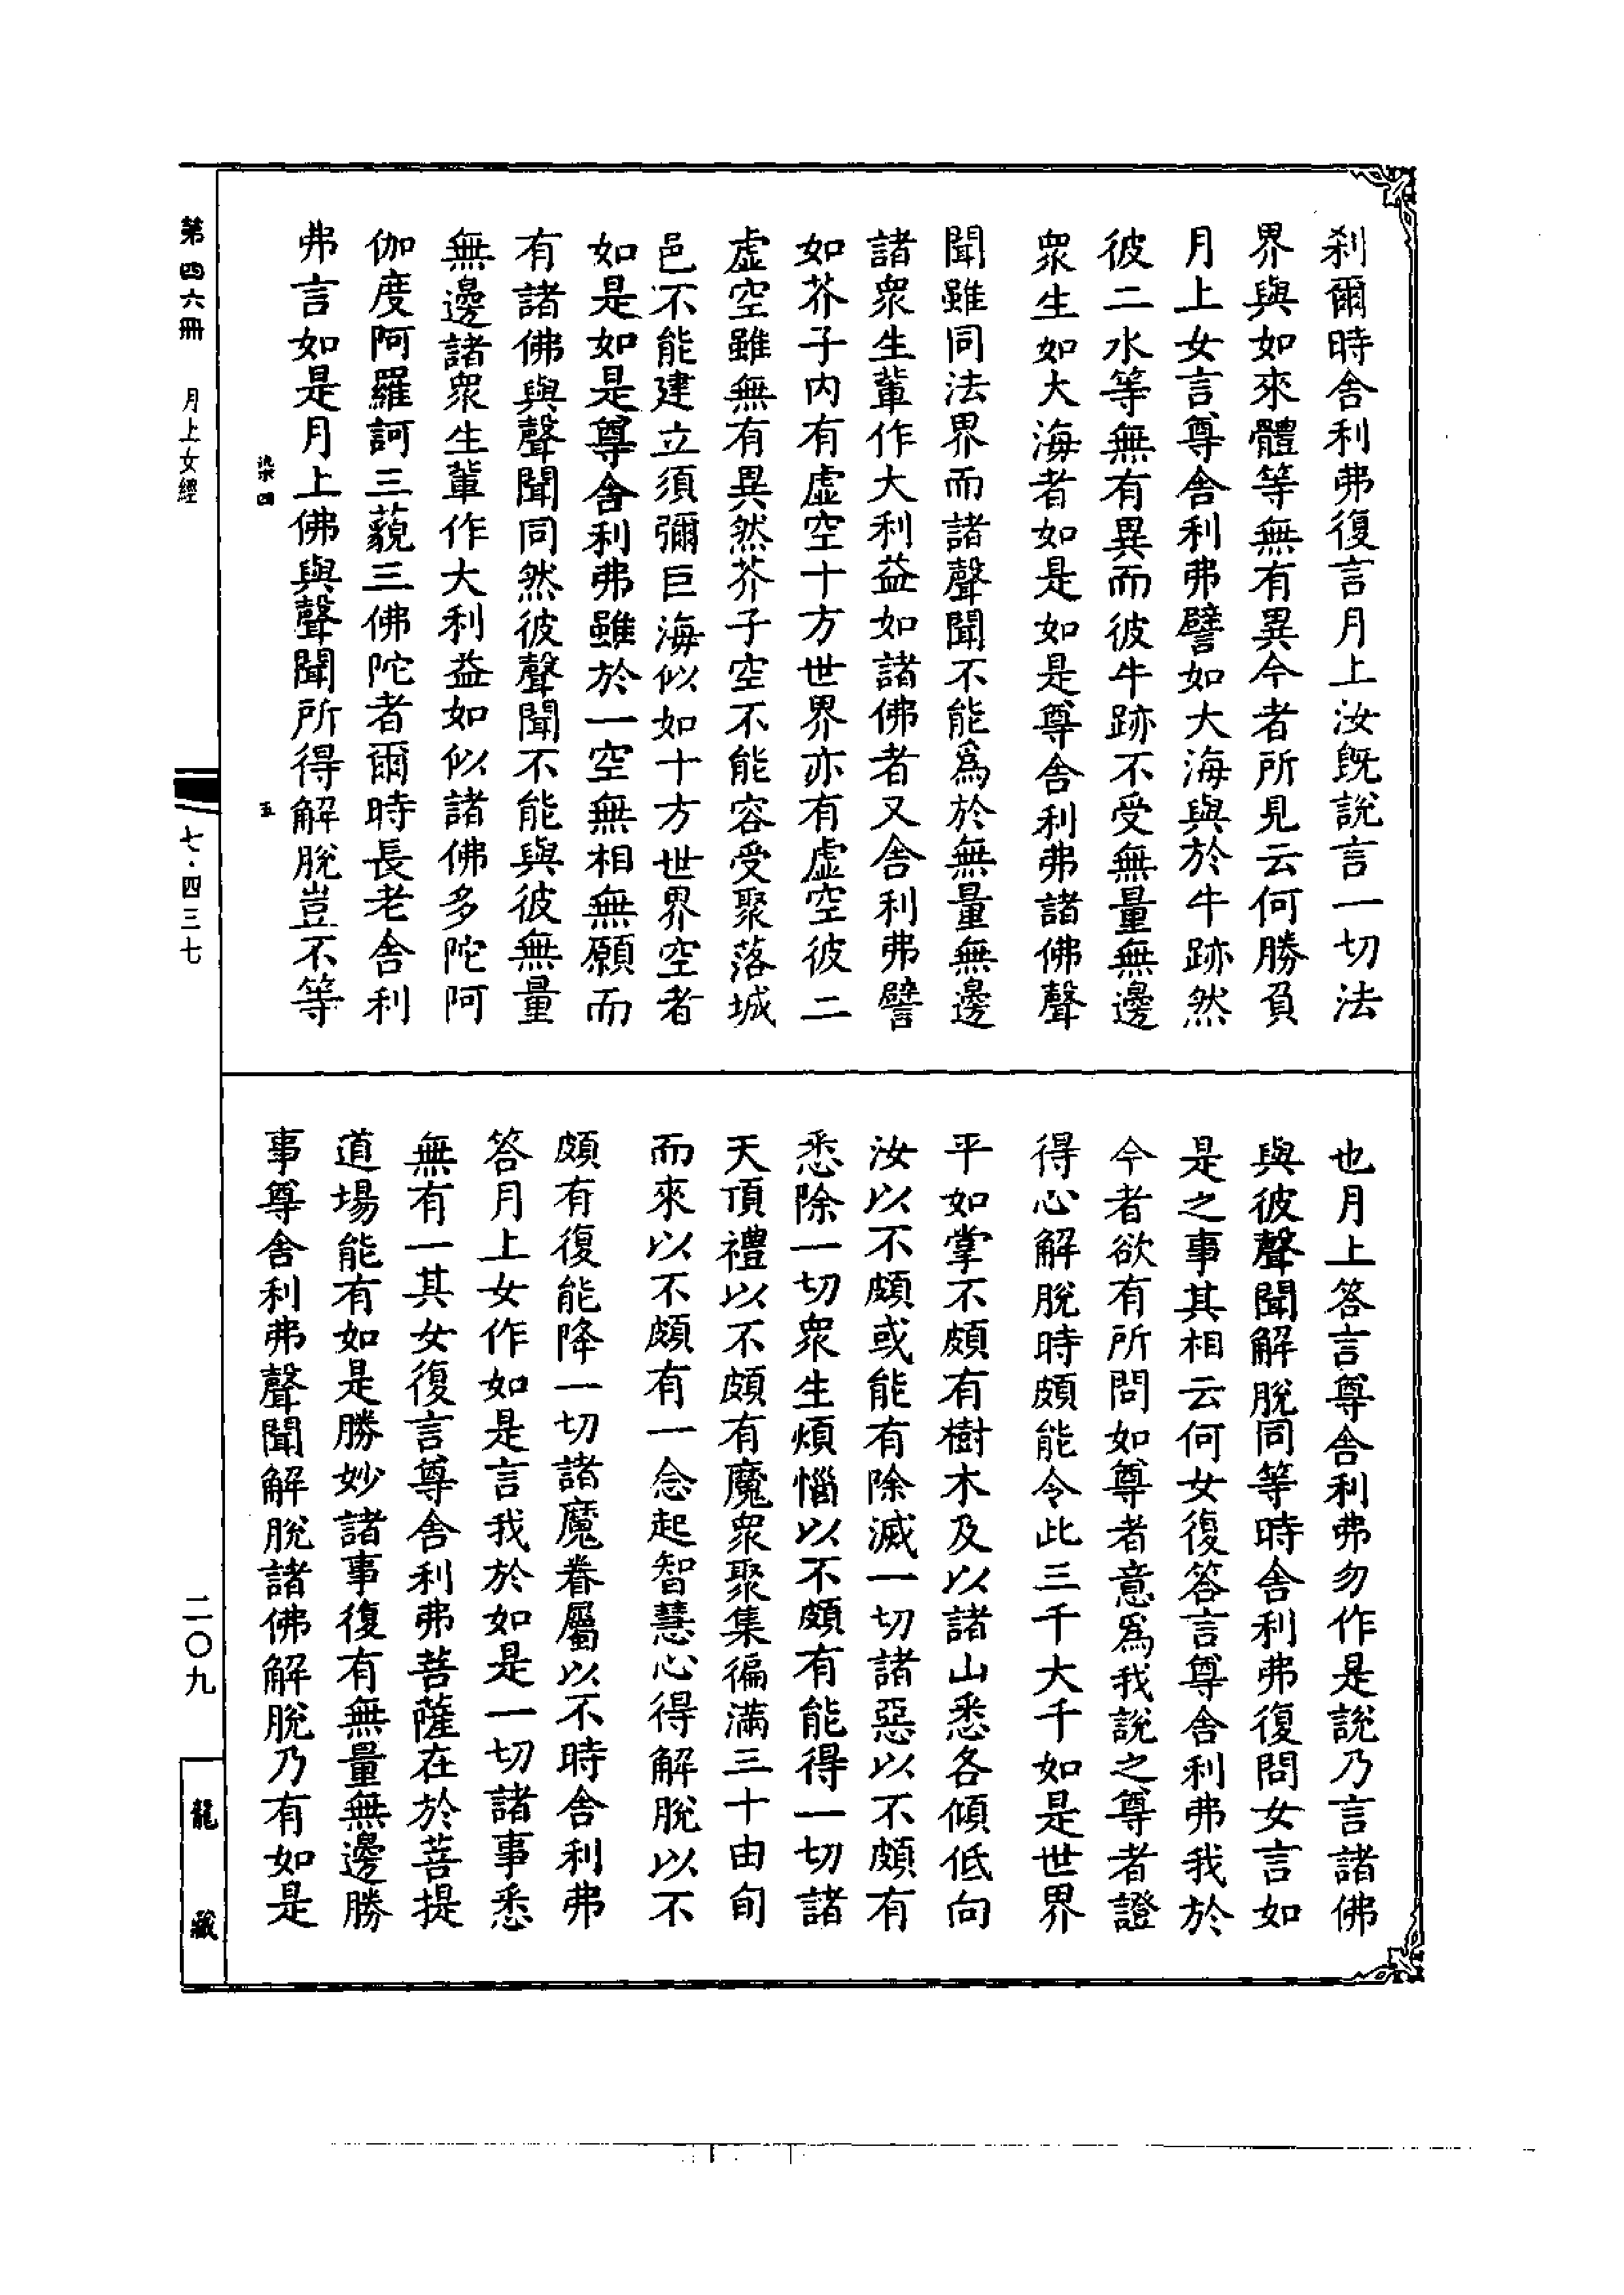 刹爾時舍利弗復言月上汝既說言一切法
界與如來體等無有異今者所見云何勝負
月上女言尊舍利弗譬如大海與於牛跡然
彼二水等無有異而彼牛跡不受無量無邊
眾生如大海者如是如是尊舍利弗諸佛聲
聞雖同法界而諸聲聞不能為於無量無邊
諸眾生輩作大利益如諸佛者又舍利弗譬
如芥子内有虛空十方世界亦有虛空彼二
虛空雖無有異然芥子空不能容受聚落城
邑不能建立須彌巨海似如十方世界空者
如是如是尊舍利弗雖於一空無相無願而
有諸佛與聲聞同然彼聲聞不能與彼無量
無邊諸眾生輩作大利益如似諸佛多陀阿
伽度阿羅訶三藐三佛陀者爾時長老舍利
弗言如是月上佛與聲聞所得解脫豈不等
也月上答言尊舍利弗勿作是說乃言諸佛
與彼聲聞解脫同等時舍利弗復問女言如
是之事其相云何女復答言尊舍利弗我於
今者欲有所問如尊者意為我說之尊者證
得心解脫時頗能令此三千大千如是世界
平如掌不頗有樹木及以諸山悉各傾低向
汝以不頗或能有除滅一切諸惡以不頗有
悉除一切眾生煩惱以不頗有能得一切諸
天頂禮以不頗有魔眾聚集徧滿三十由旬
而來以不頗有一念起智慧心得解脫以不
頗有復能降一切諸魔眷屬以不時舍利弗
答月上女作如是言我於如是一切諸事悉
無有一其女復言尊舍利弗菩薩在於菩提
道場能有如是勝妙諸事復有無量無邊勝
事尊舍利弗聲聞解脫諸佛解脫乃有如是
染四
五
第四六冊
月上女經
七·四三七
二〇九
龍藏